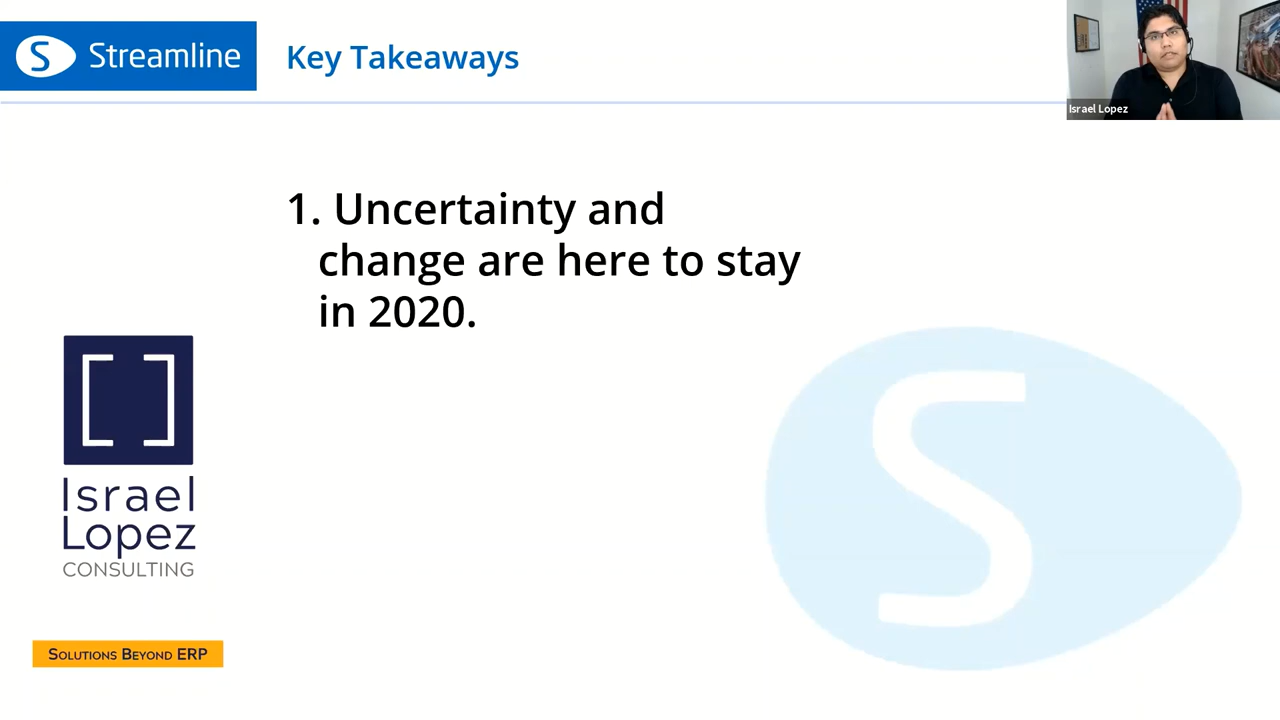 Streamline
Key Takeaways
Israel Lopez
1. Uncertainty and
change are here to stay
in 2020.
Israel
Lopez
CONSULTING
SOLUTIONS BEYOND ERP